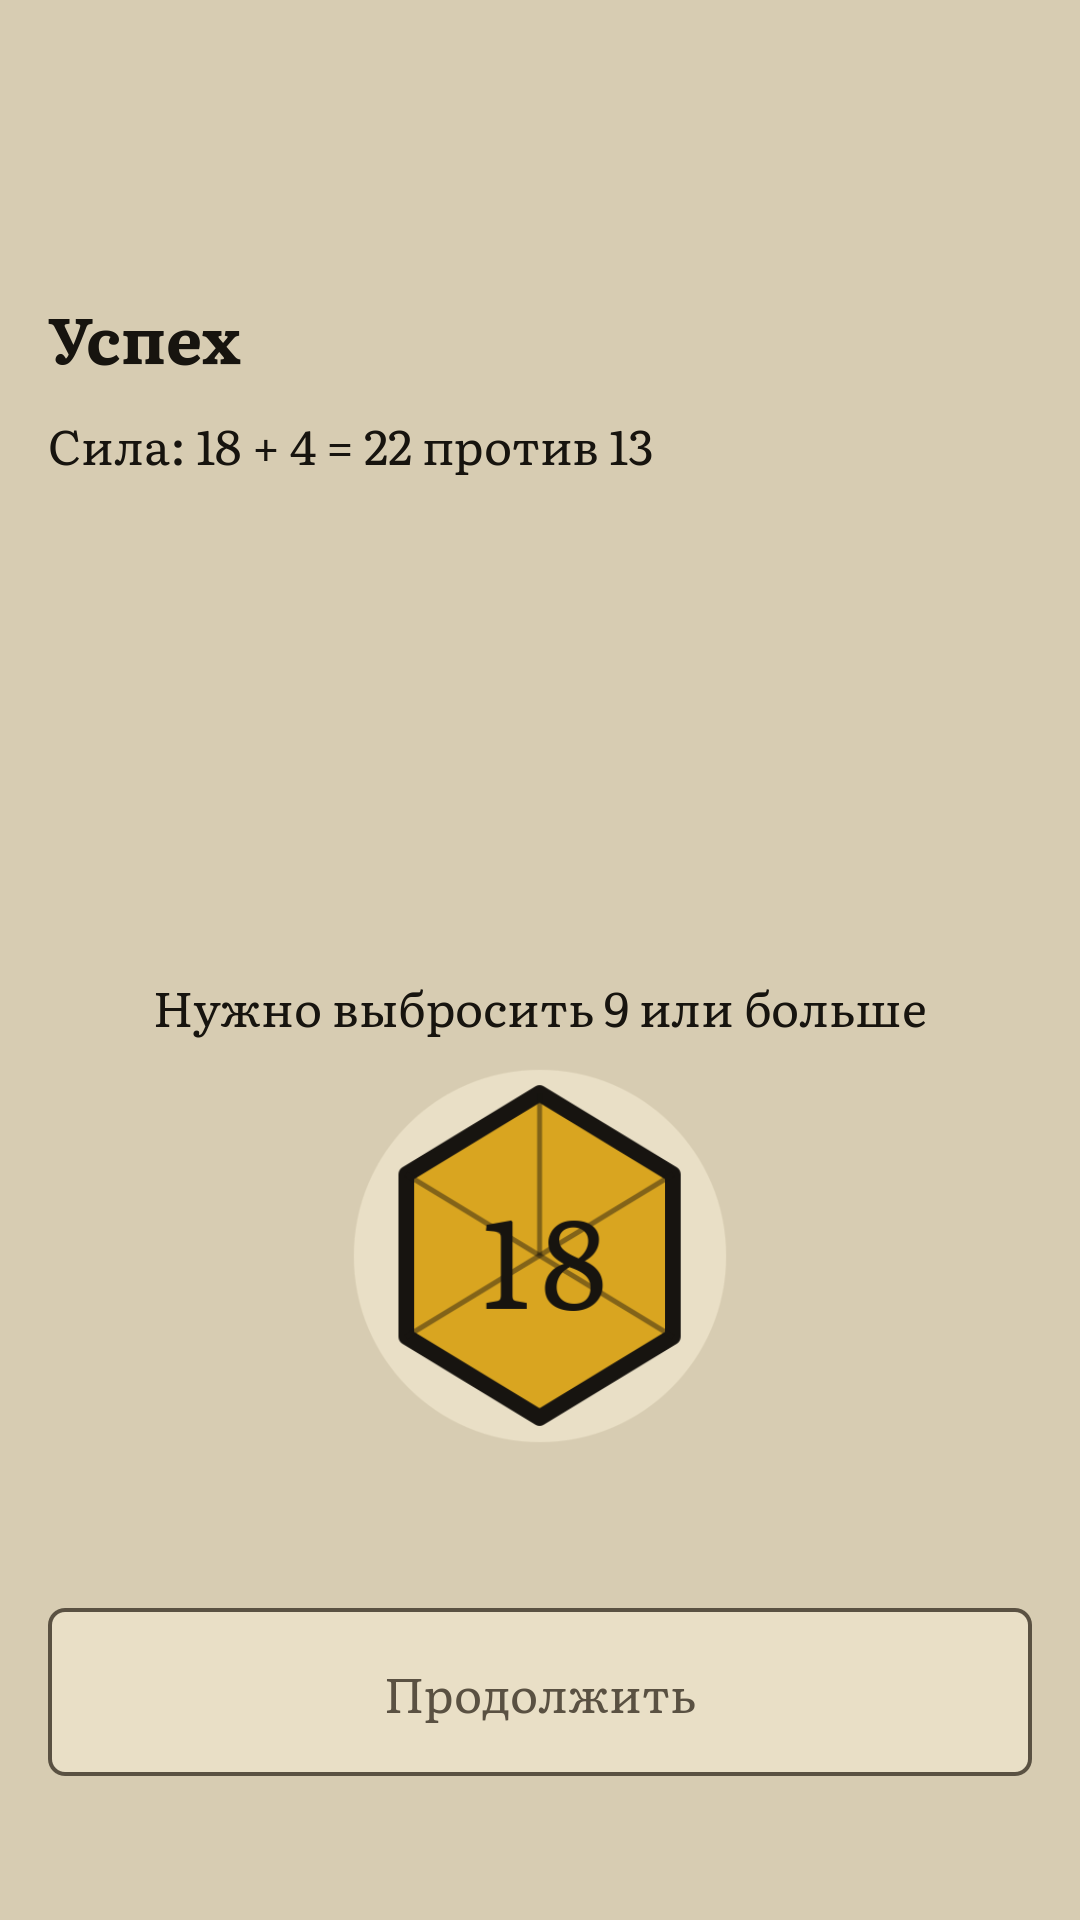 Успех
Сила: 18 + 4 = 22 против 13
Нужно выбросить 9 или больше
18
Продолжить